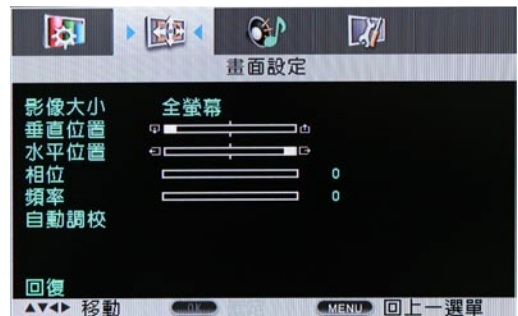 畫面設定
影像大小 全螢幕
垂直位置
水平位置
相位 0
頻率 0
自動調校
回復
移動 OK MENU 回上一選單